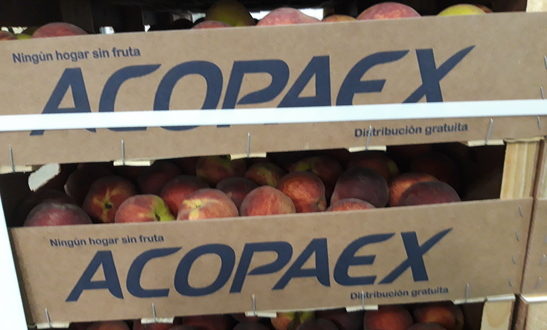 Ningún hogar sin fruta
ACOPAEX
Distribución gratuita
Ningún hogar sin fruta
ACOPAEX
Distribución gratuita